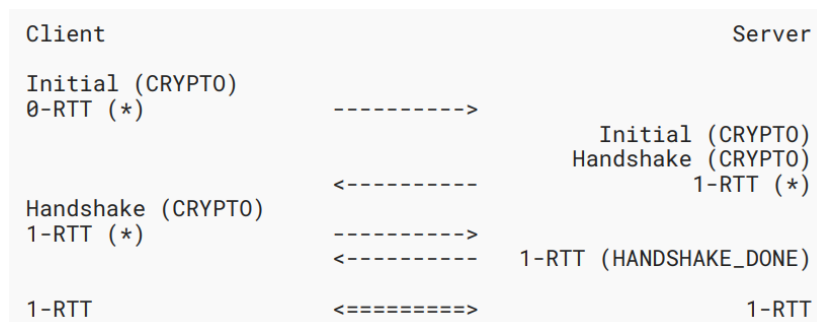 Client Server
Initial (CRYPTO)
0-RTT (*) ---------->
Initial (CRYPTO)
Handshake (CRYPTO)
<---------- 1-RTT (*)
Handshake (CRYPTO)
1-RTT (*) ---------->
<---------- 1-RTT (HANDSHAKE_DONE)
1-RTT <=========> 1-RTT